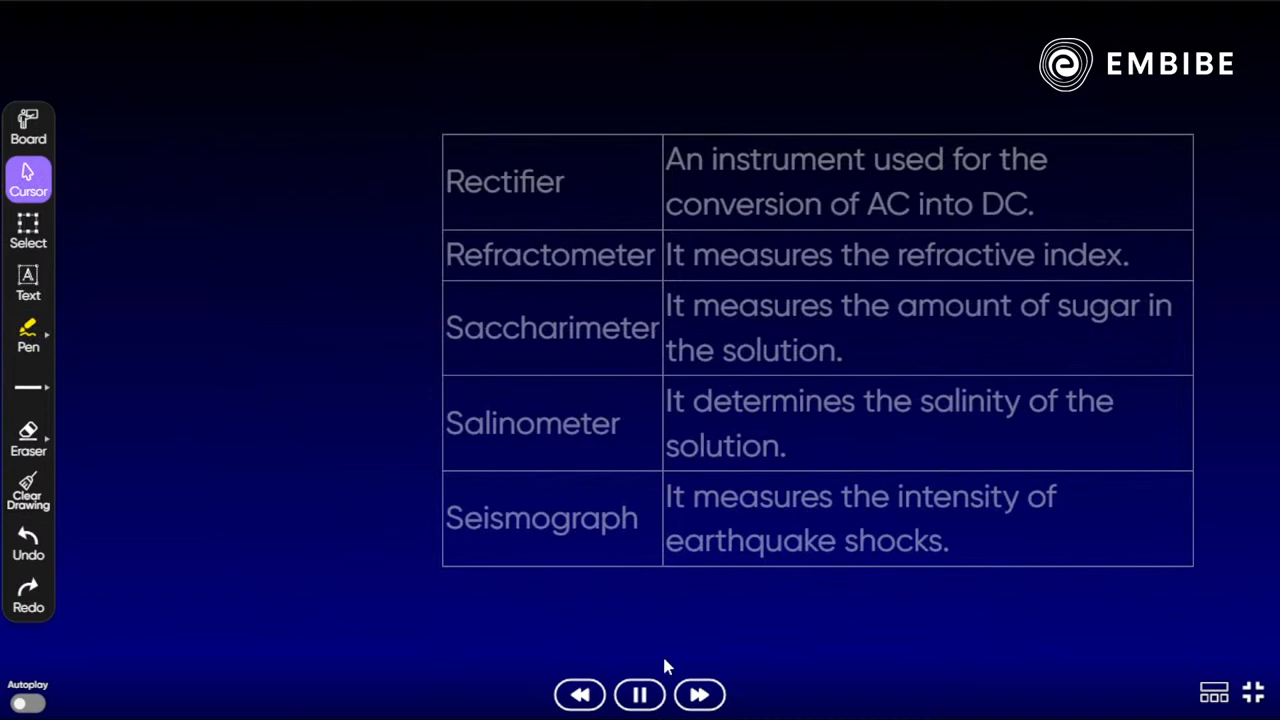 EMBIBE
Board
Cursor
Select
Text
Pen
Eraser
Clear
Drawing
Undo
Redo
Rectifier
An instrument used for the
conversion of AC into DC.
Refractometer
It measures the refractive index.
Saccharimeter
It measures the amount of sugar in
the solution.
Salinometer
It determines the salinity of the
solution.
Seismograph
It measures the intensity of
earthquake shocks.
Autoplay